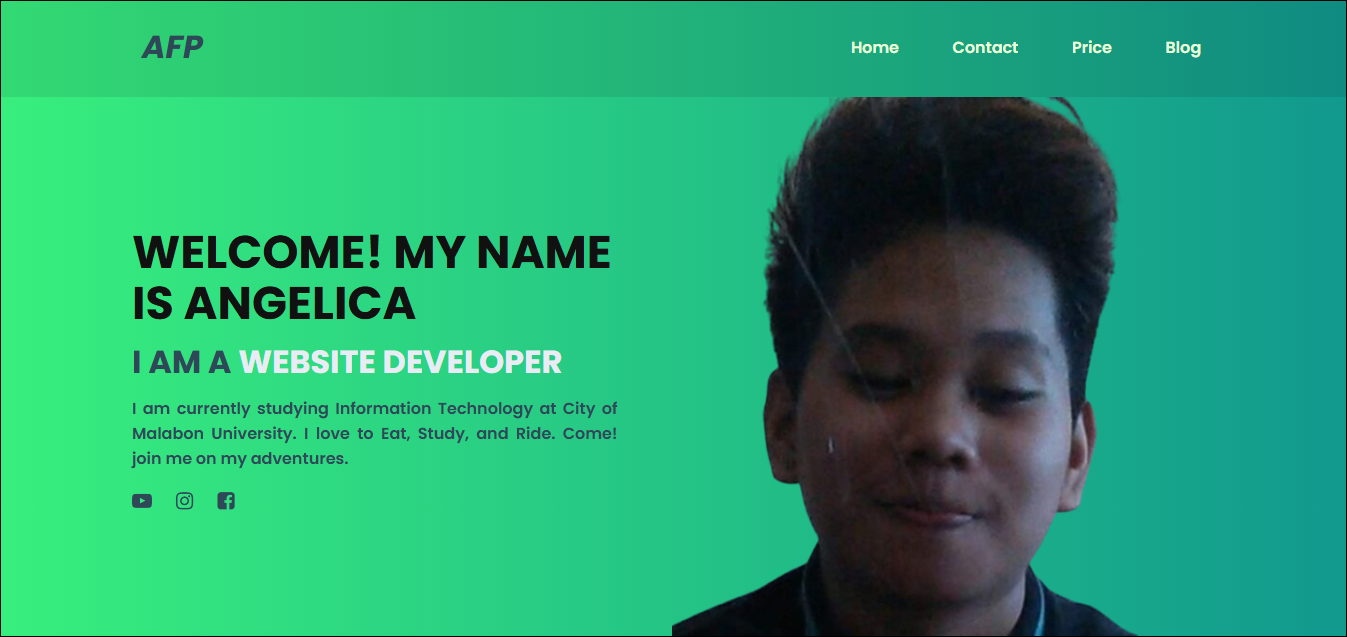 AFP
Home Contact Price Blog
WELCOME! MY NAME
IS ANGELICA
I AM A WEBSITE DEVELOPER
I am currently studying Information Technology at City of
Malabon University. I love to Eat, Study, and Ride. Come!
join me on my adventures.